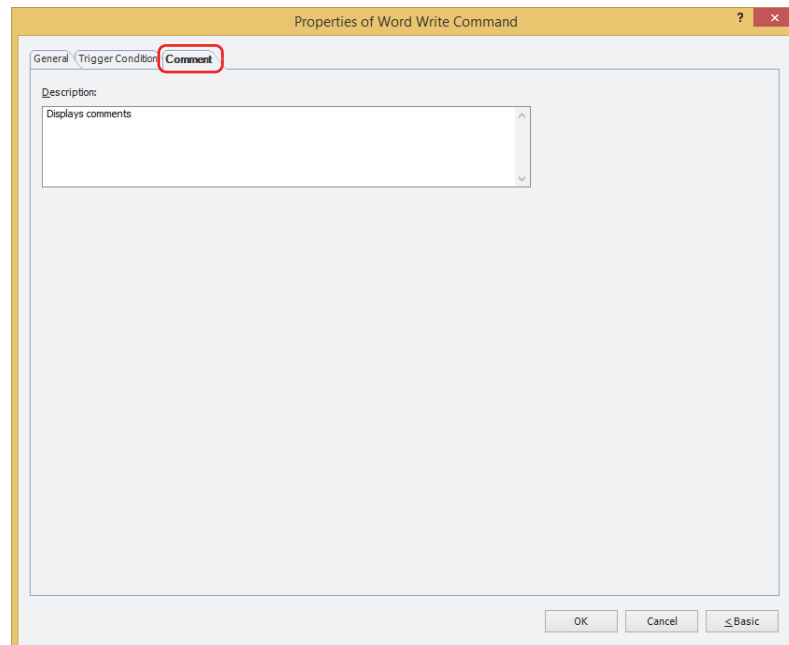 Properties of Word Write Command
? ×
General Trigger Condition Comment
Description:
Displays comments
OK Cancel < Basic